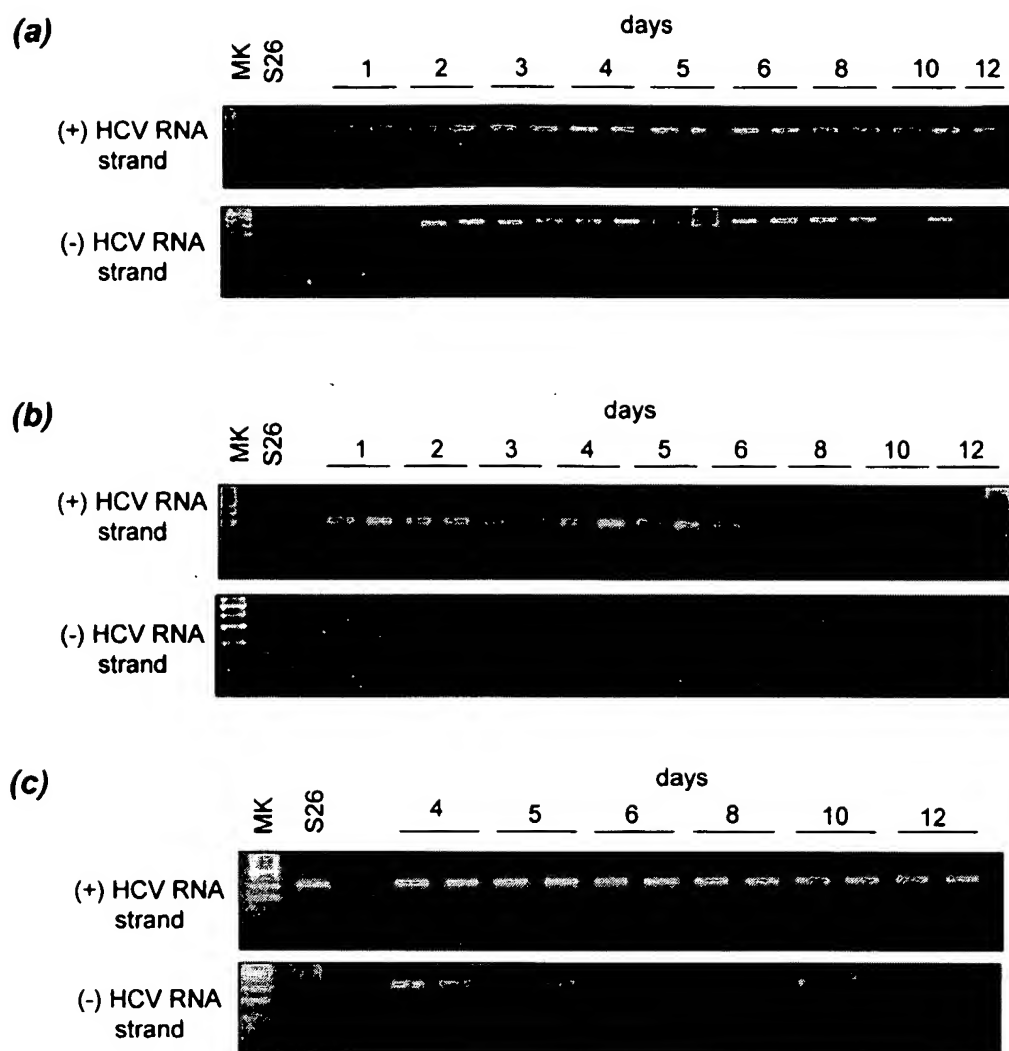 (a)
days
MK
S26
1 2 3 4 5 6 8 10 12
(+) HCV RNA
strand
(-) HCV RNA
strand
(b)
days
MK
S26
1 2 3 4 5 6 8 10 12
(+) HCV RNA
strand
(-) HCV RNA
strand
(c)
days
MK
S26
4 5 6 8 10 12
(+) HCV RNA
strand
(-) HCV RNA
strand